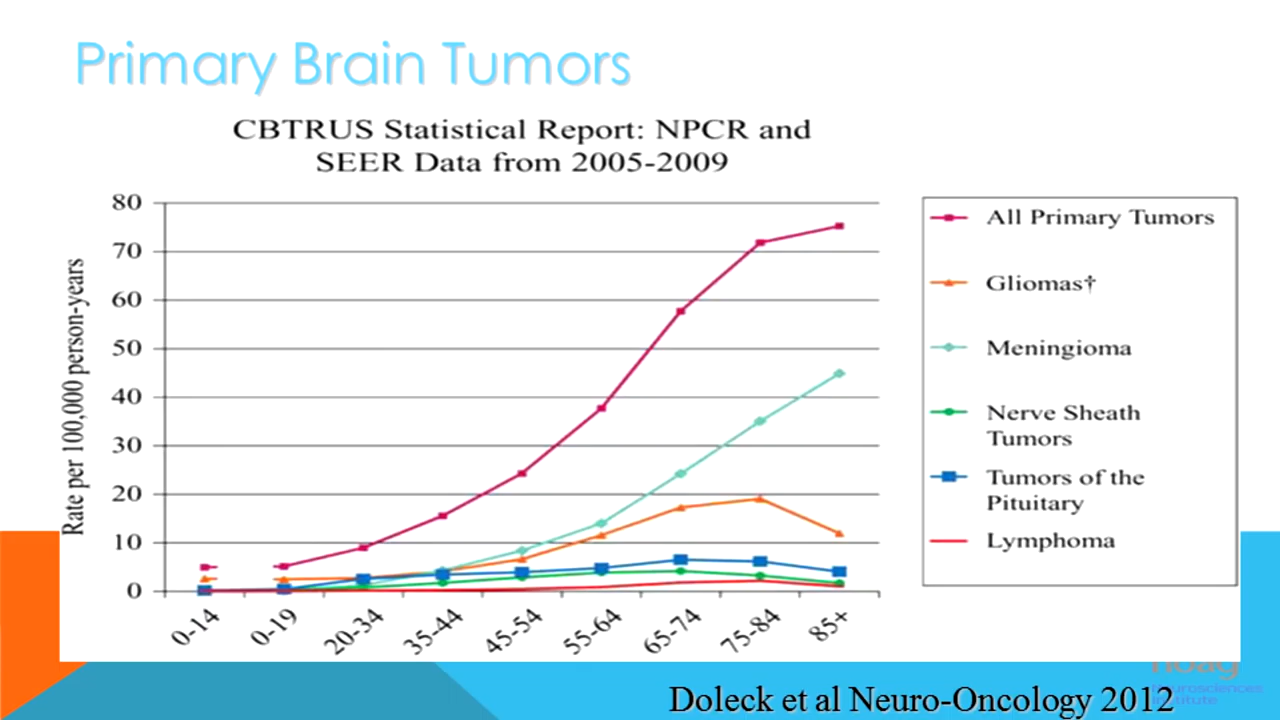 Primary Brain Tumors
CBTRUS Statistical Report: NPCR and
SEER Data from 2005-2009
Rate per 100,000 person-years
80
70
60
50
40
30
20
10
0
0-14
0-19
20-34
35-44
45-54
55-64
65-74
75-84
85+
All Primary Tumors
Gliomas†
Meningioma
Nerve Sheath
Tumors
Tumors of the
Pituitary
Lymphoma
hoag
neurosciences
institute
Doleck et al Neuro-Oncology 2012